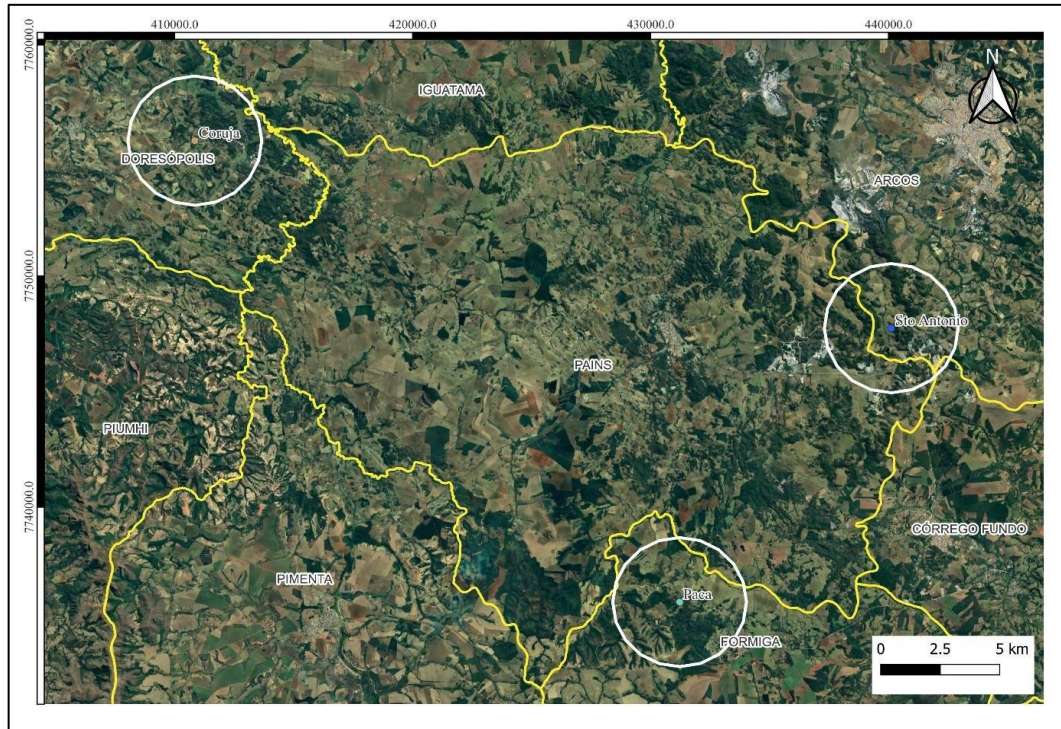 410000.0 420000.0 430000.0 440000.0
7760000.0
N
IGUATAMA
Coruja
DORESÓPOLIS
ARCOS
7750000.0
Sto Antonio
PAINS
PIUMHI
7740000.0
CÓRREGO FUNDO
PIMENTA
Paca
FORMIGA
0 2.5 5 km